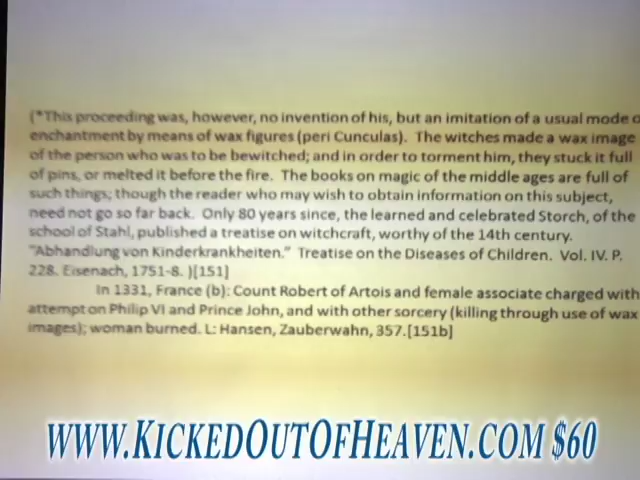 (*This proceeding was, however, no invention of his, but an imitation of a usual mode o
enchantment by means of wax figures (peri Cunculas). The witches made a wax image
of the person who was to be bewitched; and in order to torment him, they stuck it full
of pins, or melted it before the fire. The books on magic of the middle ages are full of
such things; though the reader who may wish to obtain information on this subject,
need not go so far back. Only 80 years since, the learned and celebrated Storch, of the
school of Stahl, published a treatise on witchcraft, worthy of the 14th century.
"Abhandlung von Kinderkrankheiten." Treatise on the Diseases of Children. Vol. IV. P.
228. Eisenach, 1751-8. )[151]
In 1331, France (b): Count Robert of Artois and female associate charged with
attempt on Philip VI and Prince John, and with other sorcery (killing through use of wax
images); woman burned. L: Hansen, Zauberwahn, 357.[151b]
WWW.KICKEDOUTOFHEAVEN.COM $60